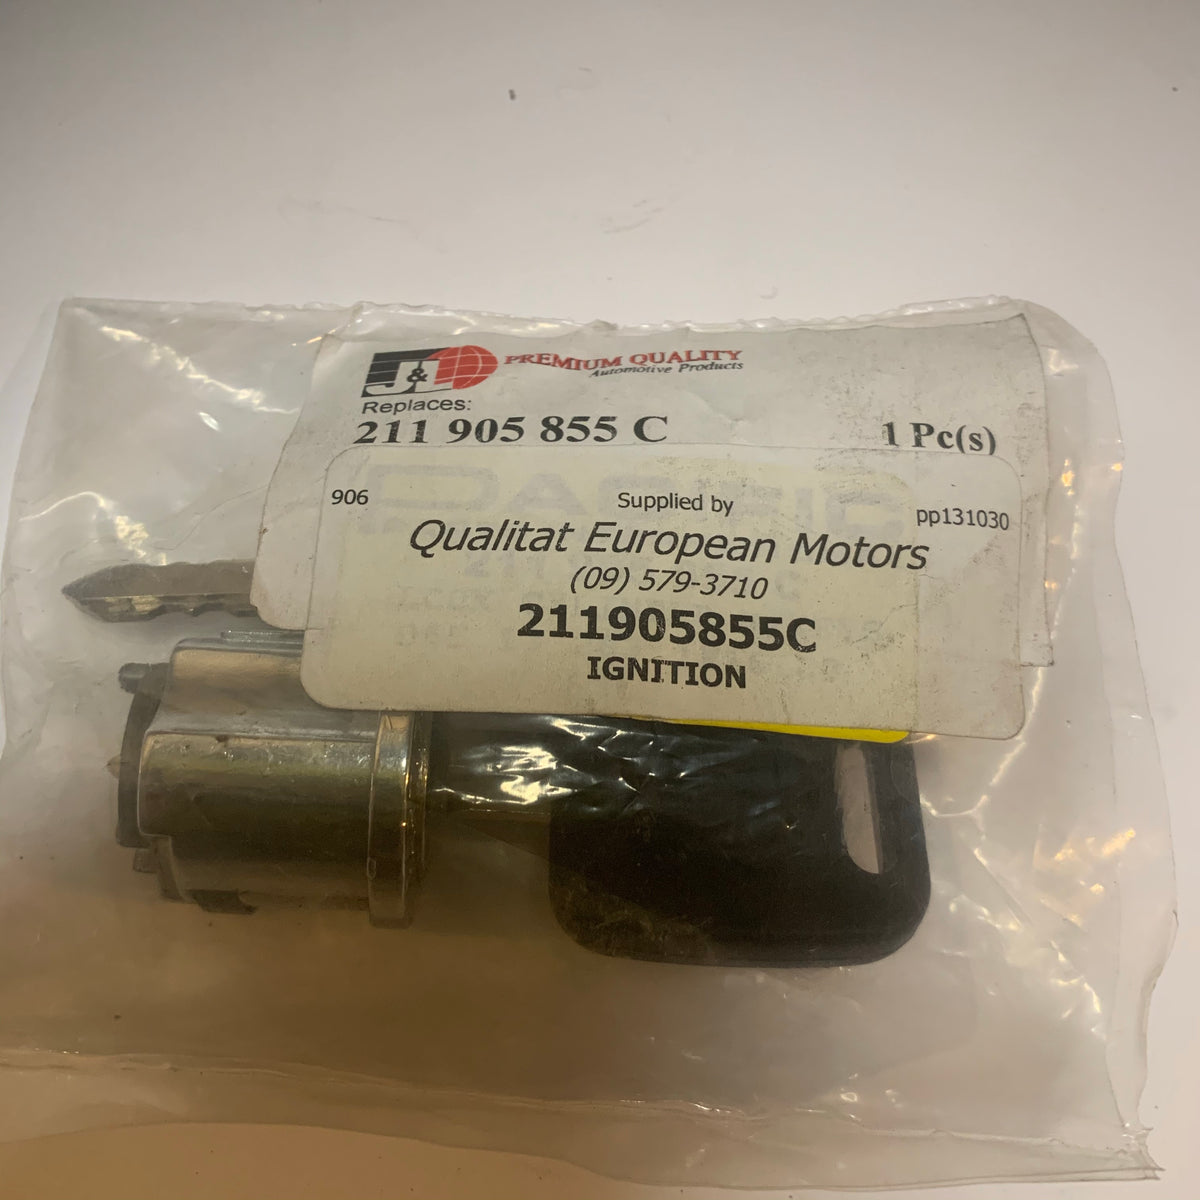 J&
PREMIUM QUALITY
Automotive Products
Replaces:
211 905 855 C 1 Pc(s)
PACIFIC
906 Supplied by pp131030
Qualitat European Motors
(09) 579-3710
211905855C
IGNITION